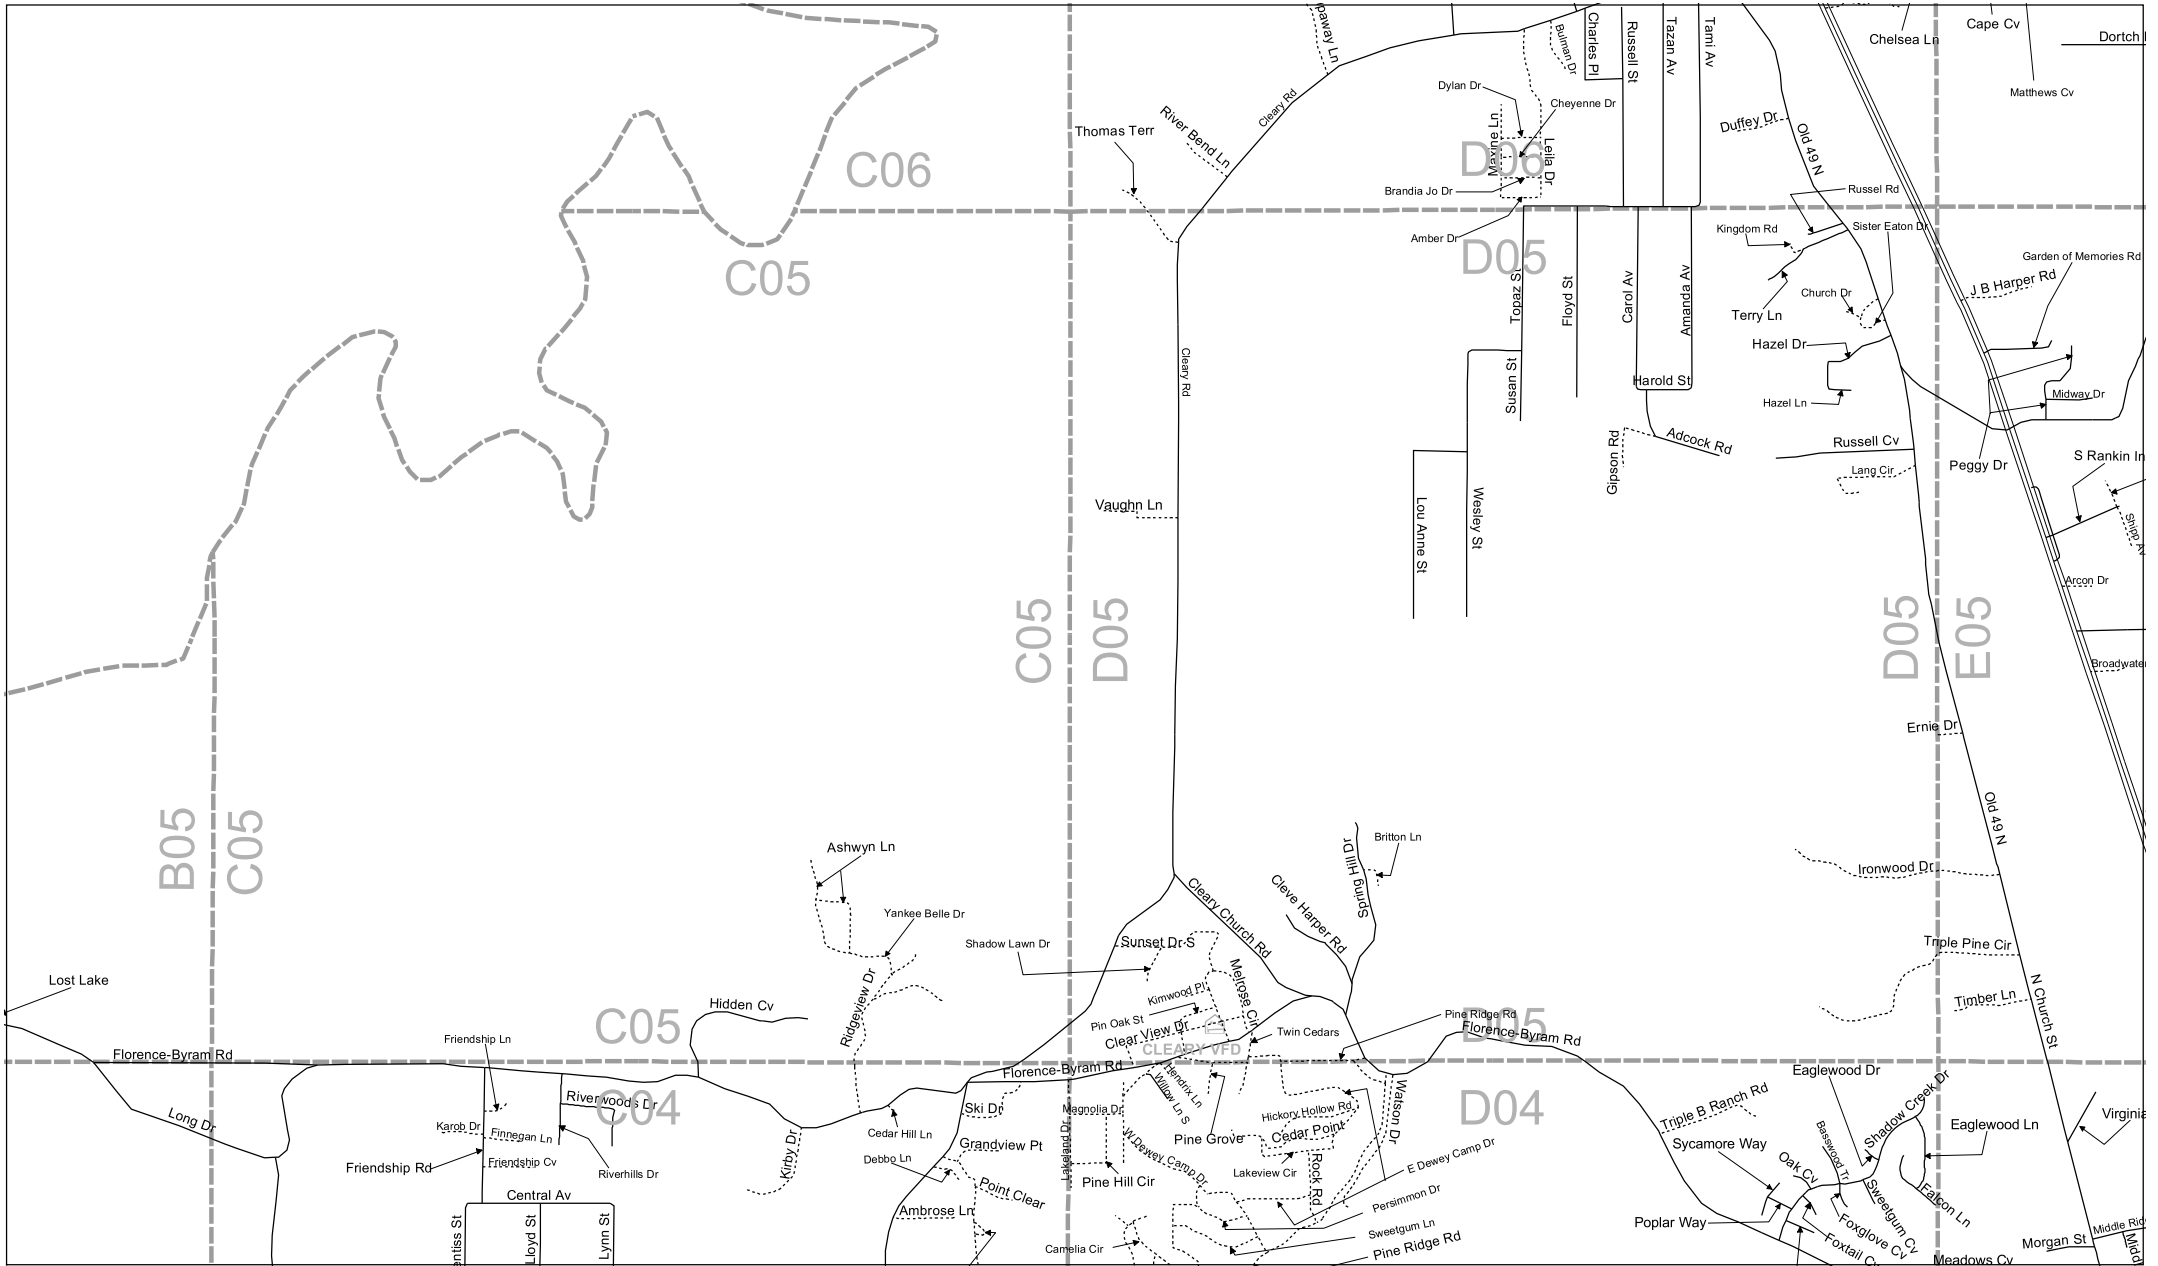 paway Ln
Bulman Dr
Charles Pl
Russell St
Tazan Av
Tami Av
Chelsea Ln
Cape Cv
Dortch
Matthews Cv
Cleary Rd
Dylan Dr
Cheyenne Dr
Maxine Ln
Leila Dr
Duffey Dr
Old 49 N
Thomas Terr
River Bend Ln
C06
D06
Brandia Jo Dr
Russel Rd
Amber Dr
Kingdom Rd
Sister Eaton Dr
Garden of Memories Rd
C05
D05
J B Harper Rd
Topaz St
Floyd St
Carol Av
Amanda Av
Church Dr
Terry Ln
Hazel Dr
Cleary Rd
Susan St
Harold St
Hazel Ln
Midway Dr
Gipson Rd
Adcock Rd
Russell Cv
Lang Cir
Peggy Dr
S Rankin In
Vaughn Ln
Lou Anne St
Wesley St
Shipp Av
Arcon Dr
C05
D05
D05
E05
Broadwater
Ernie Dr
B05
C05
Old 49 N
Ashwyn Ln
Spring Hill Dr
Britton Ln
Ironwood Dr
Yankee Belle Dr
Cleary Church Rd
Cleve Harper Rd
Shadow Lawn Dr
Sunset Dr S
Triple Pine Cir
Lost Lake
Ridgeview Dr
Melrose Cir
Kimwood Pl
Timber Ln
N Church St
Hidden Cv
C05
Pin Oak St
Clear View Dr
Twin Cedars
Pine Ridge Rd
D05
Florence-Byram Rd
Friendship Ln
CLEARY VFD
Florence-Byram Rd
Florence-Byram Rd
Eaglewood Dr
Long Dr
Riverwoods Dr
C04
Ski Dr
Magnolia Dr
Hendrix Ln
Willow Ln S
Hickory Hollow Rd
Watson Dr
D04
Triple B Ranch Rd
Shadow Creek Dr
Virginia
Karob Dr
Finnegan Ln
Cedar Hill Ln
Lakeland Dr
Pine Grove
Cedar Point
Sycamore Way
Basswood Tr
Eaglewood Ln
Friendship Rd
Friendship Cv
Riverhills Dr
Kirby Dr
Debbo Ln
Grandview Pt
W Dewey Camp Dr
Lakeview Cir
E Dewey Camp Dr
Oak Cv
Central Av
Point Clear
Pine Hill Cir
Rock Rd
Persimmon Dr
Sweetgum Cv
Falcon Ln
Ambrose Ln
Poplar Way
Foxglove Cv
entiss St
Lloyd St
Lynn St
Camelia Cir
Sweetgum Ln
Pine Ridge Rd
Foxtail C
Morgan St
Middle Rid
Meadows Cv
Midd